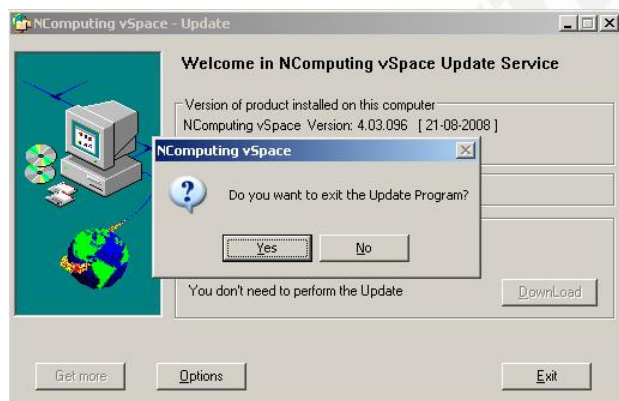 NComputing vSpace - Update
Welcome in NComputing vSpace Update Service
Version of product installed on this computer
NComputing vSpace Version: 4.03.096 [ 21-08-2008 ]
NComputing vSpace
Do you want to exit the Update Program?
Yes No
You don't need to perform the Update DownLoad
Get more Options Exit